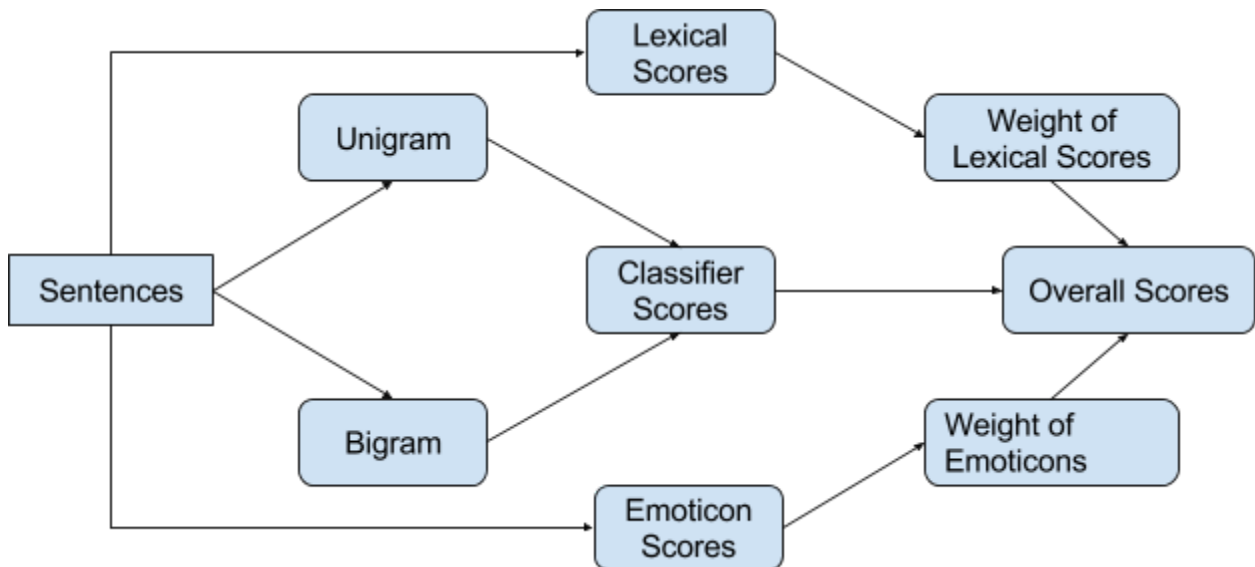 Lexical
Scores
Unigram
Weight of
Lexical Scores
Sentences
Classifier
Scores
Overall Scores
Bigram
Weight of
Emoticons
Emoticon
Scores